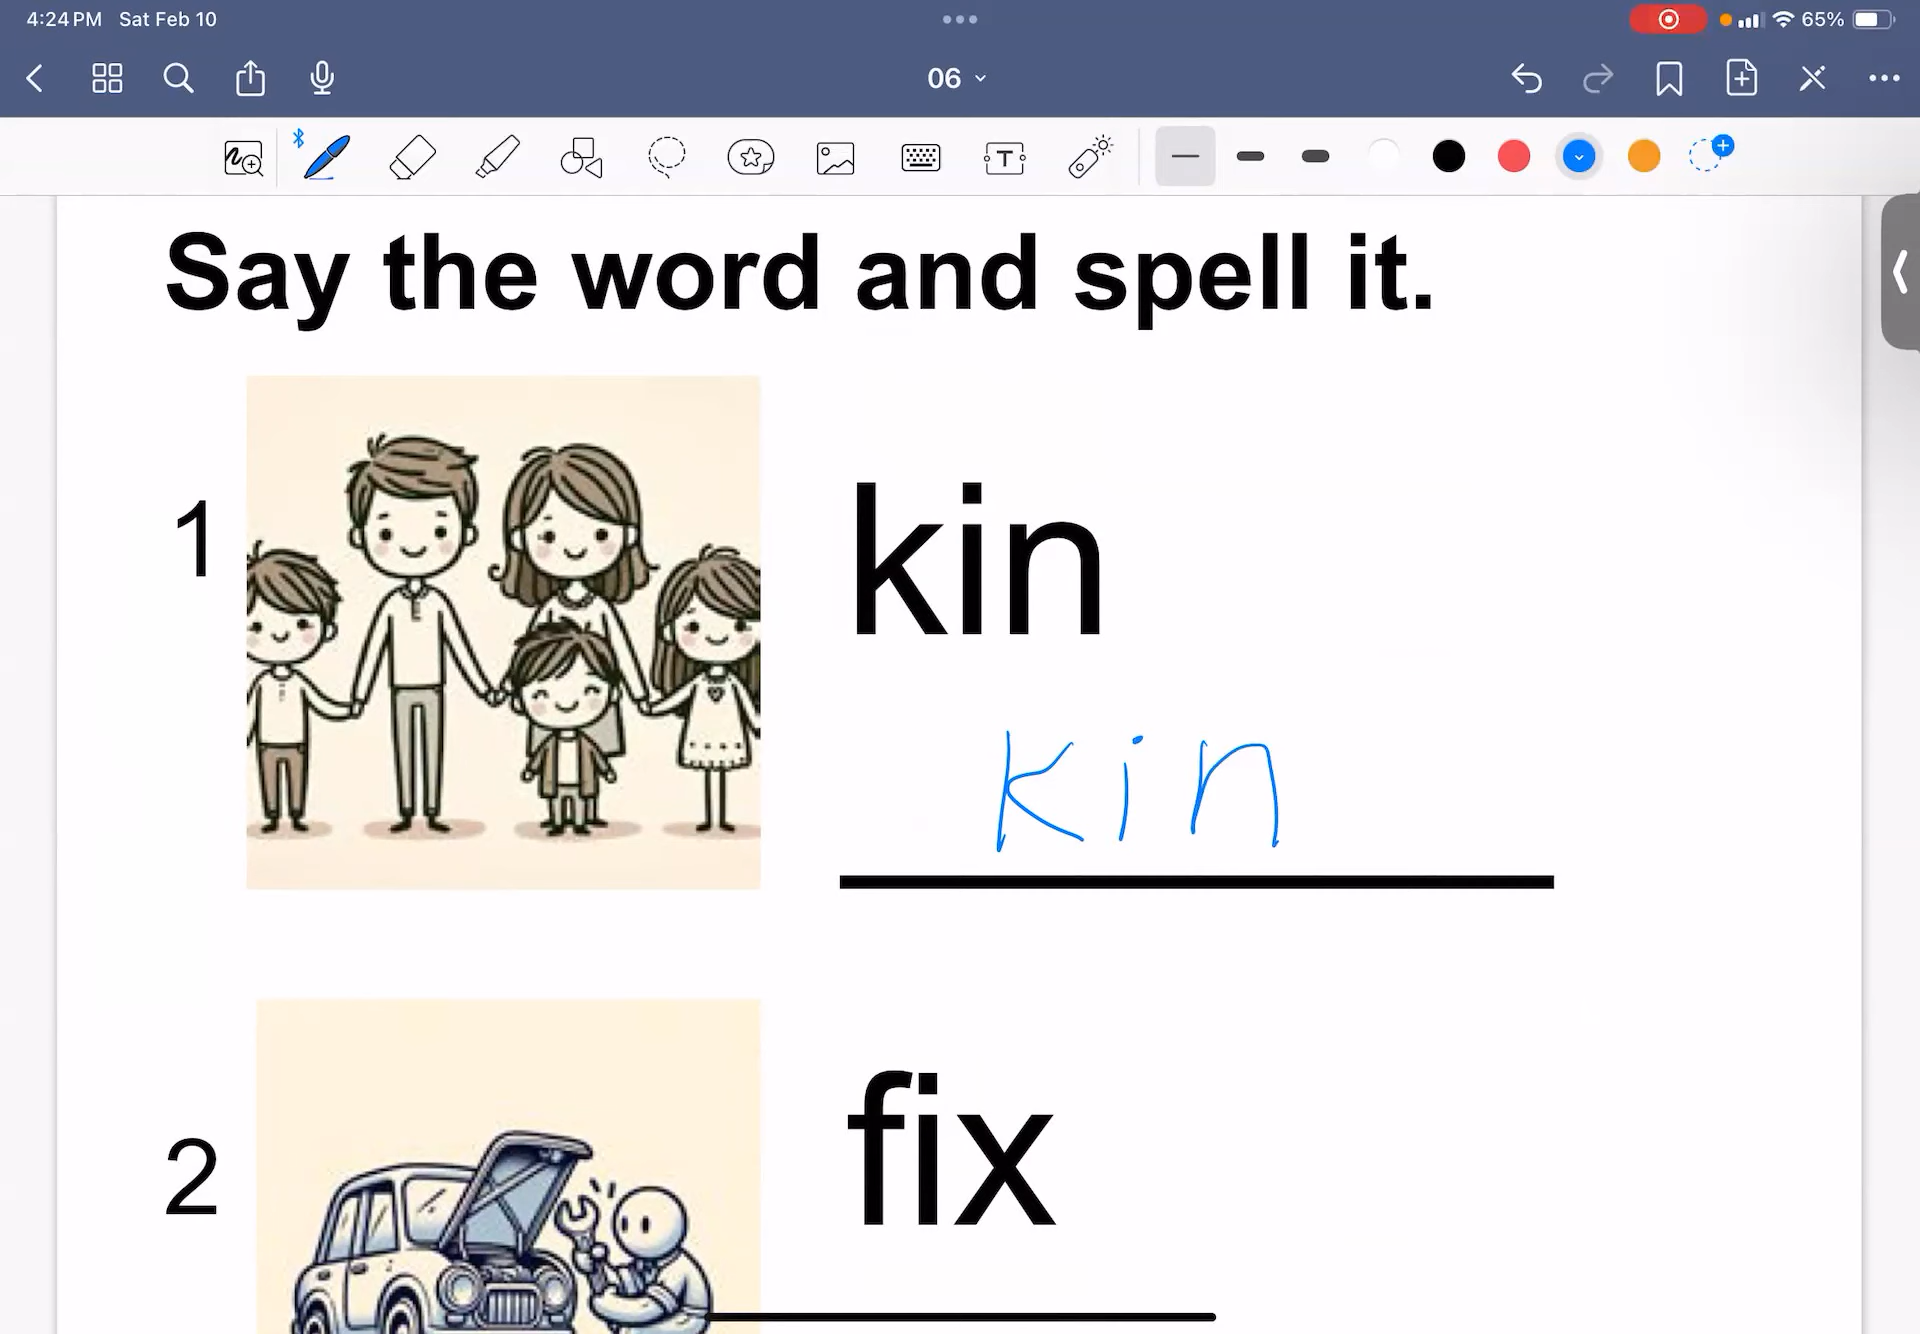 4:24 PM Sat Feb 10
65%
06
T
Say the word and spell it.
1
kin
kin
2
fix